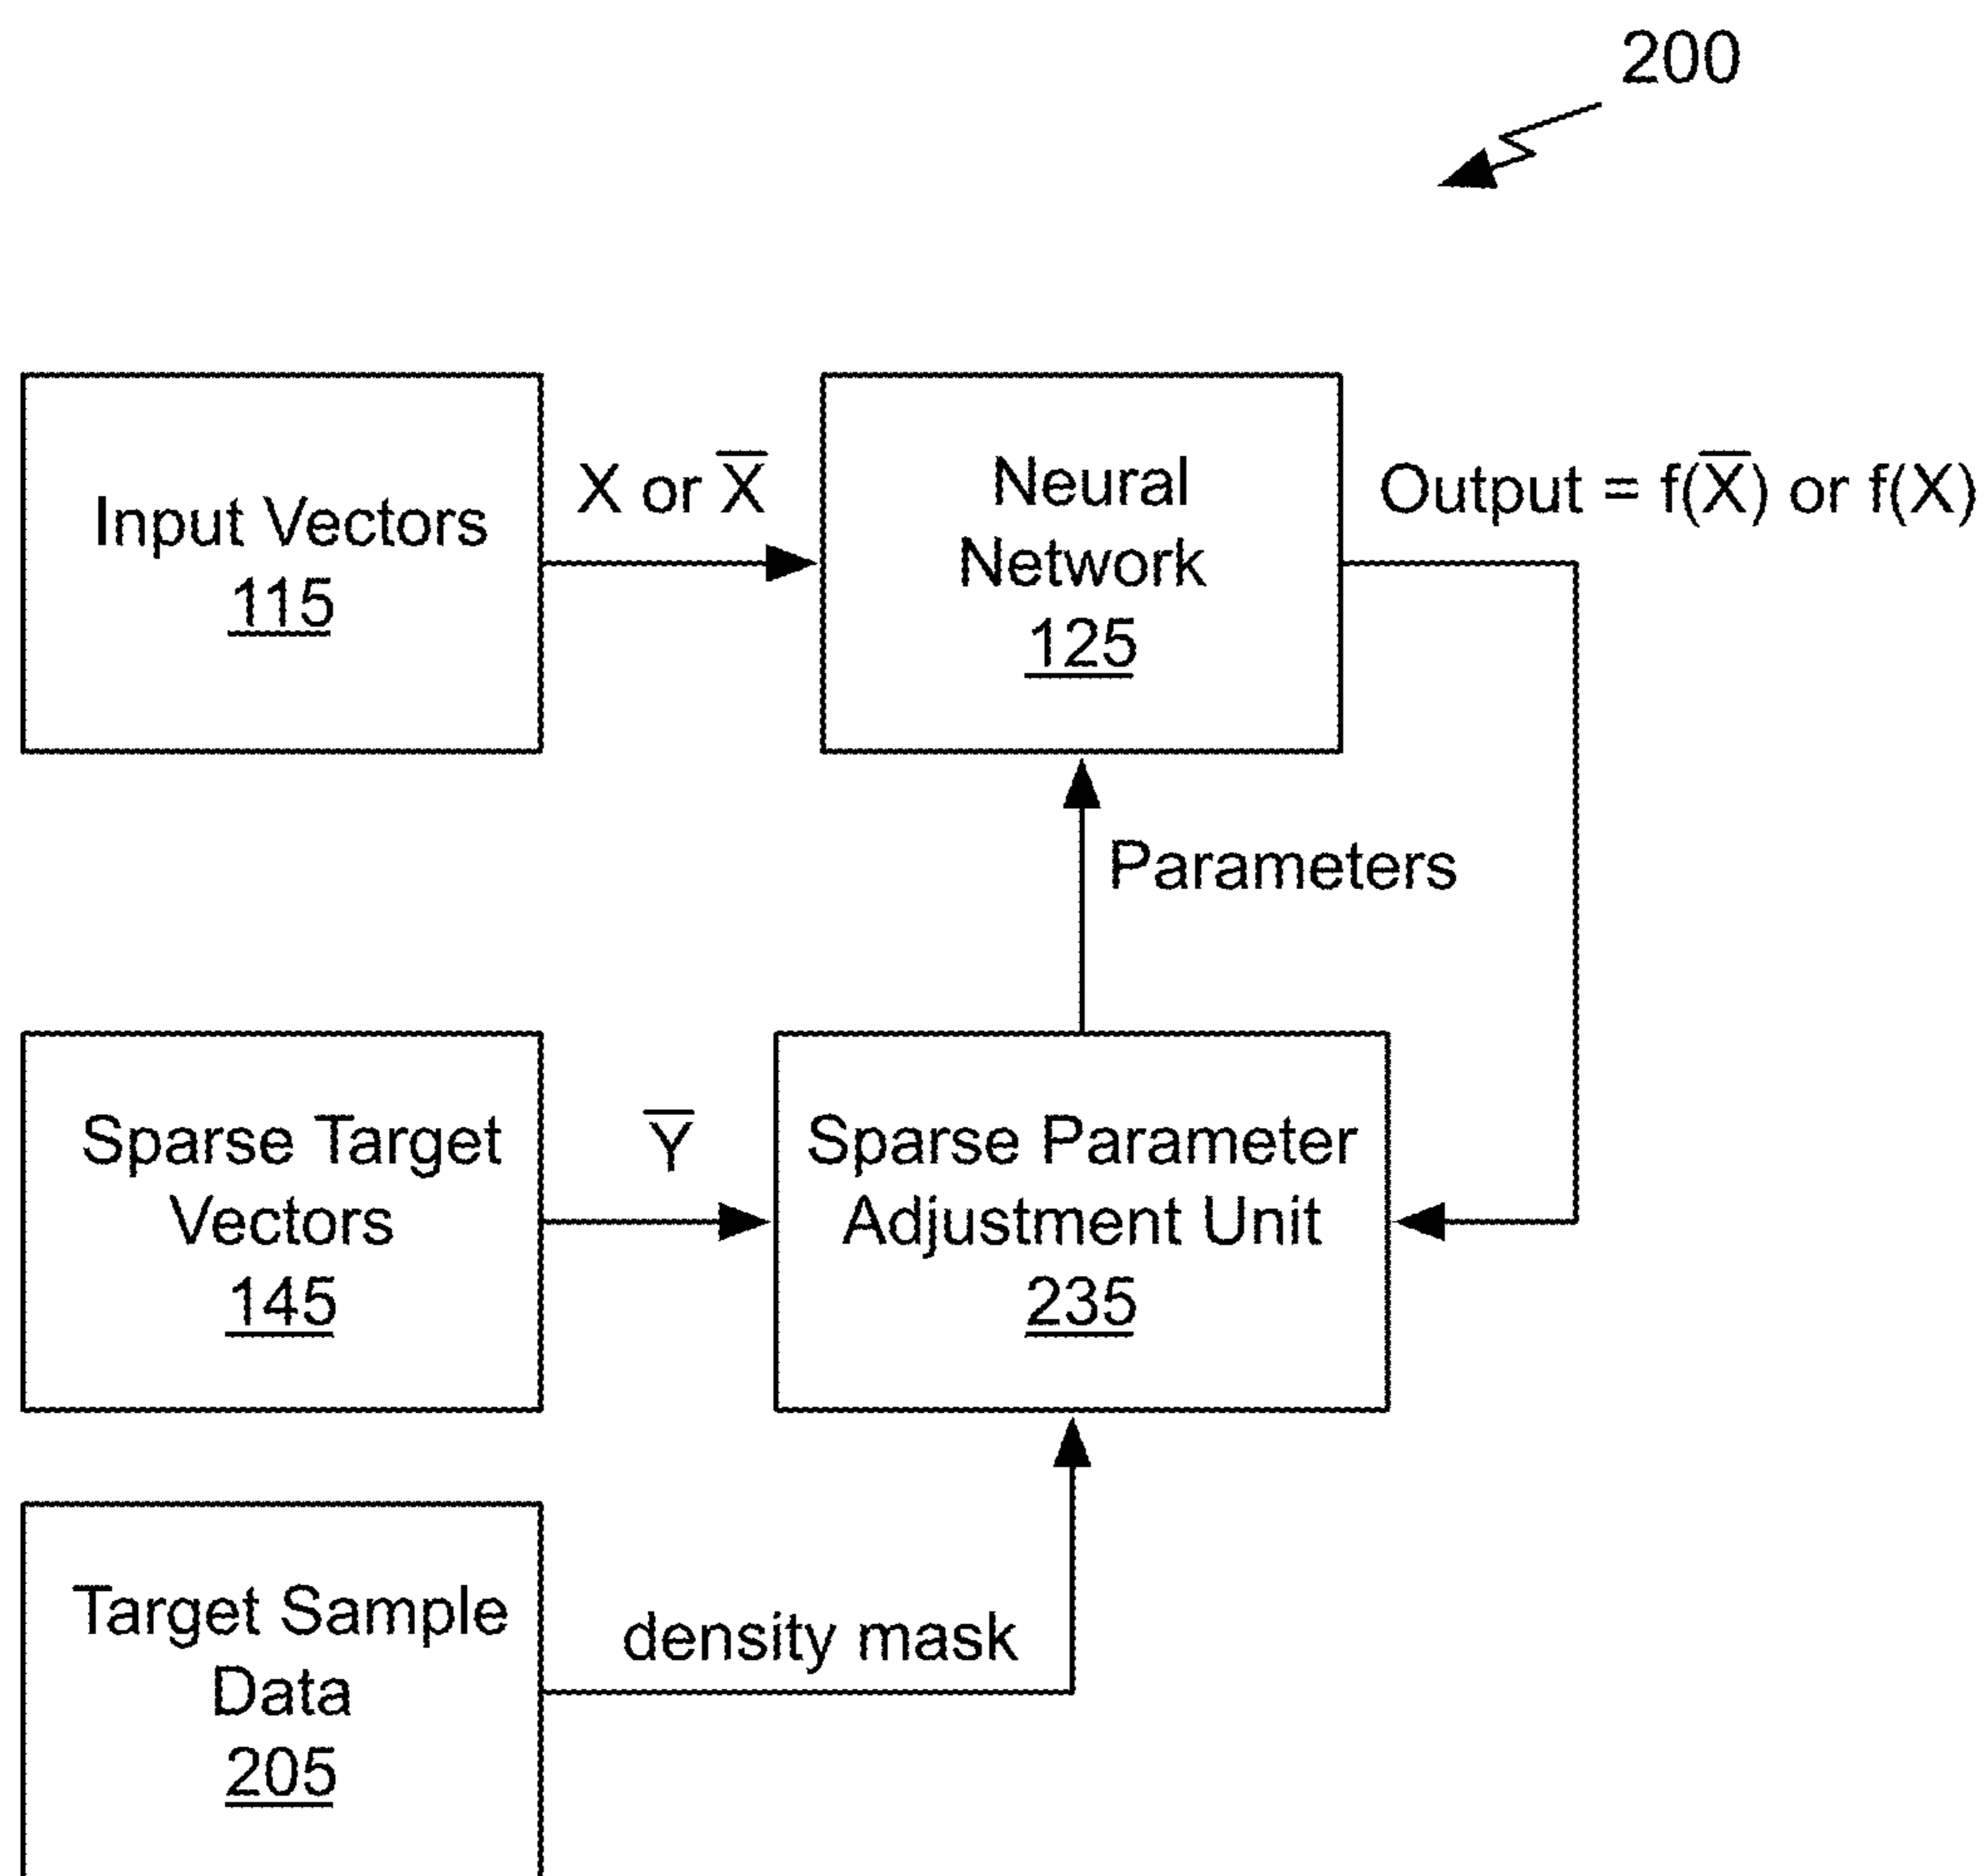 200
Input Vectors
115
X or X̅
Neural
Network
125
Output = f(X̅) or f(X)
Parameters
Sparse Target
Vectors
145
Y̅
Sparse Parameter
Adjustment Unit
235
Target Sample
Data
205
density mask